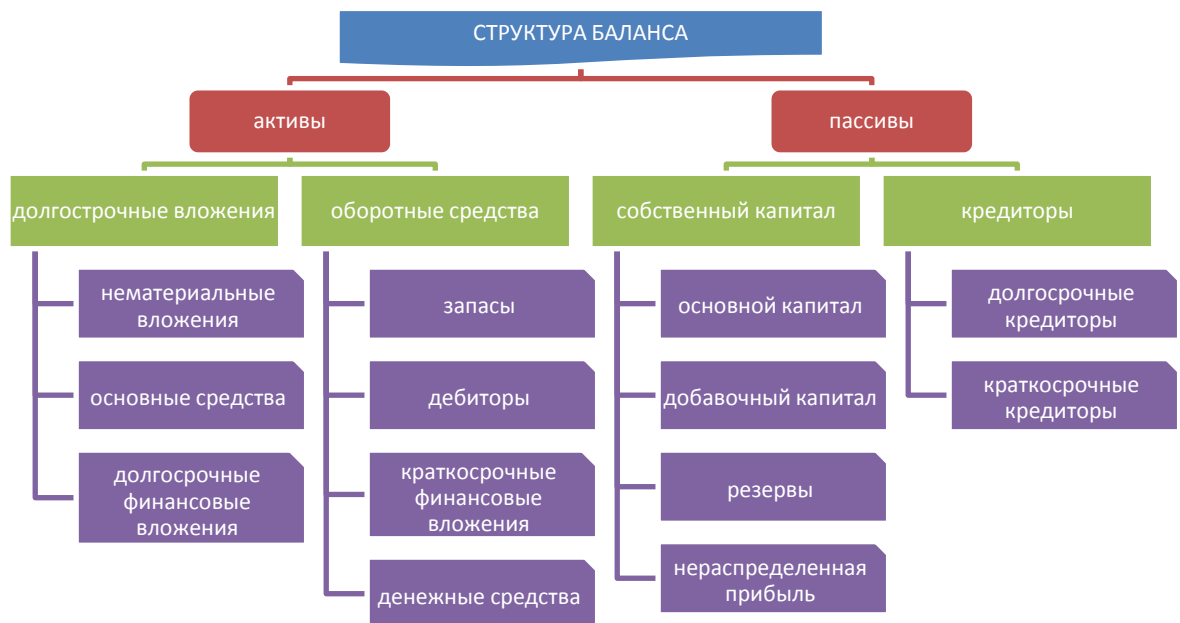 СТРУКТУРА БАЛАНСА
активы
пассивы
долгострочные вложения
оборотные средства
собственный капитал
кредиторы
нематериальные
вложения
основные средства
долгосрочные
финансовые
вложения
запасы
дебиторы
краткосрочные
финансовые
вложения
денежные средства
основной капитал
добавочный капитал
резервы
нераспределенная
прибыль
долгосрочные
кредиторы
краткосрочные
кредиторы